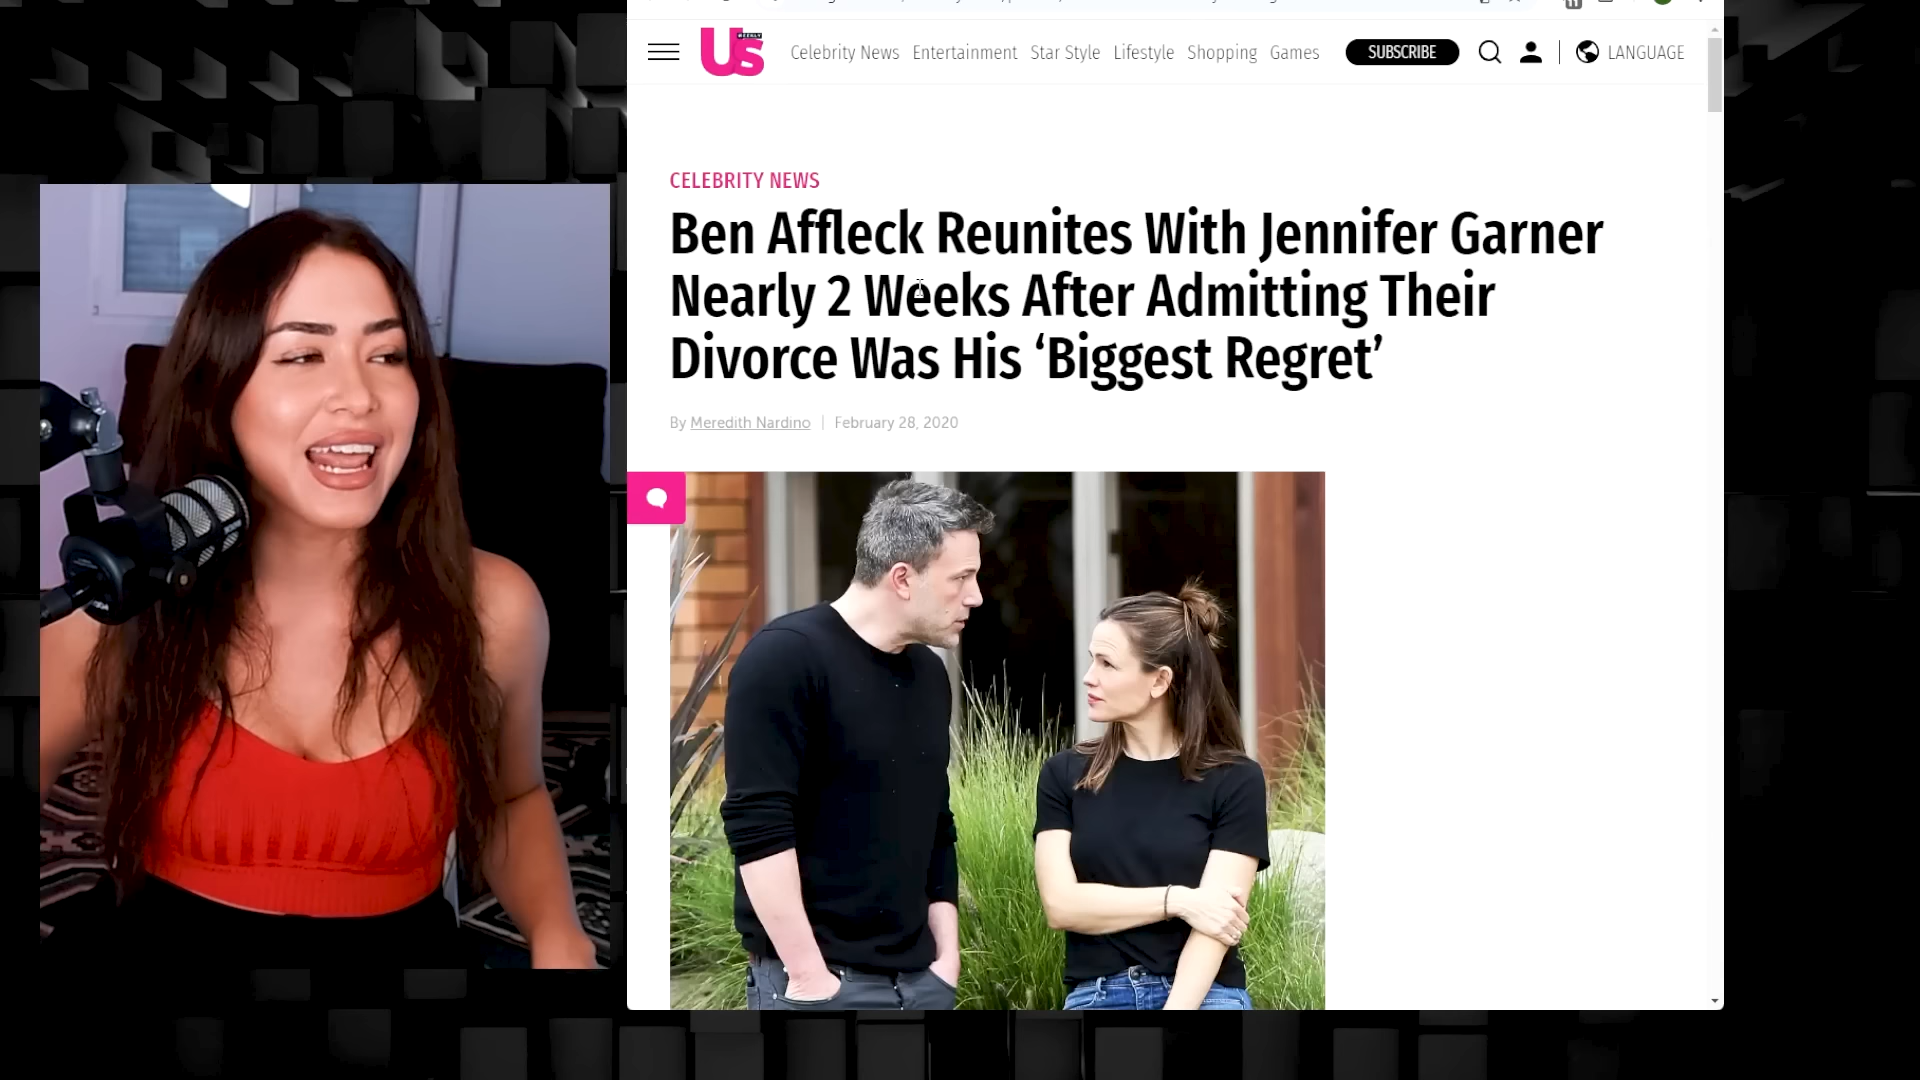 Us
WEEKLY
Celebrity News Entertainment Star Style Lifestyle Shopping Games SUBSCRIBE LANGUAGE
CELEBRITY NEWS
Ben Affleck Reunites With Jennifer Garner
Nearly 2 Weeks After Admitting Their
Divorce Was His ‘Biggest Regret’
By Meredith Nardino | February 28, 2020